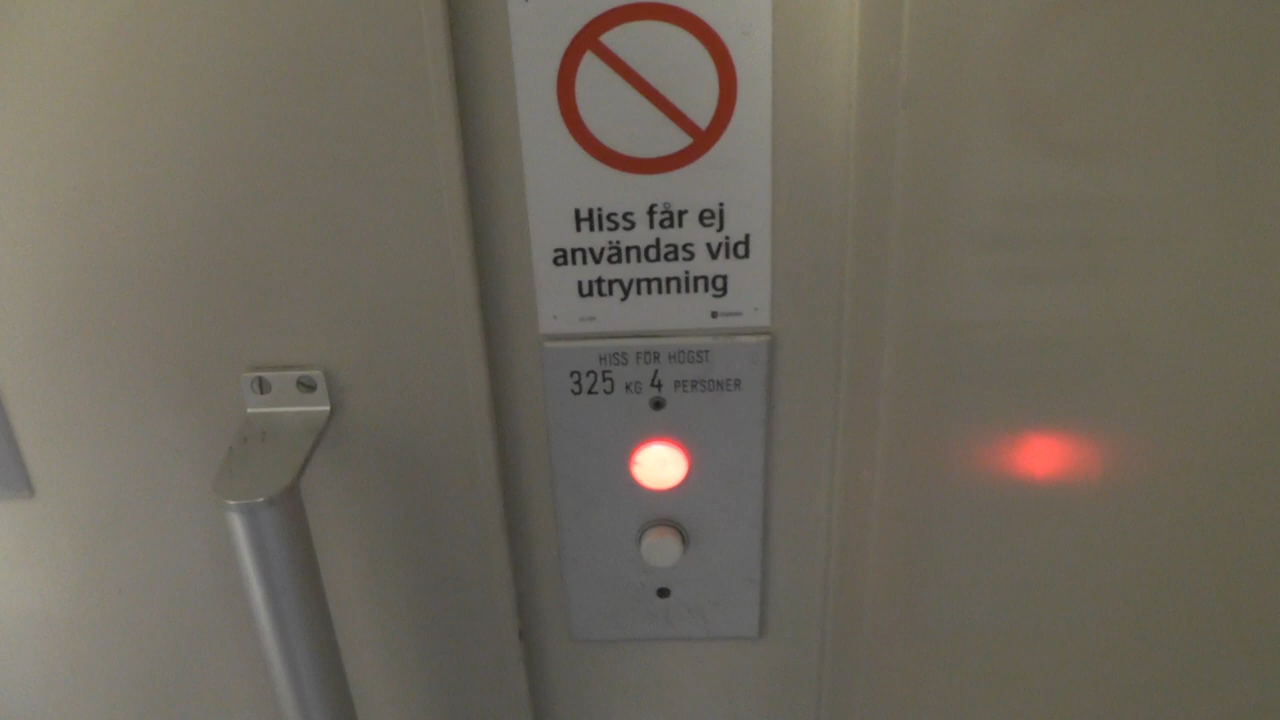 Hiss får ej
användas vid
utrymning
HISS FÖR HÖGST
325 KG 4 PERSONER